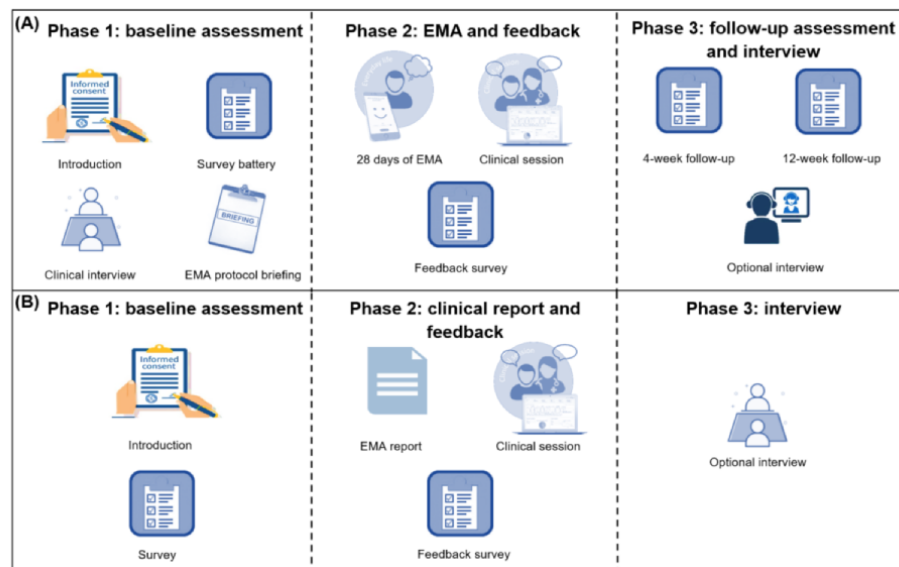 (A)
Phase 1: baseline assessment
Informed
consent
Introduction
Survey battery
Clinical interview
BRIEFING
EMA protocol briefing
Phase 2: EMA and feedback
28 days of EMA
Clinical session
Feedback survey
Phase 3: follow-up assessment
and interview
4-week follow-up
12-week follow-up
Optional interview
(B)
Phase 1: baseline assessment
Informed
consent
Introduction
Survey
Phase 2: clinical report and
feedback
EMA report
Clinical session
Feedback survey
Phase 3: interview
Optional interview